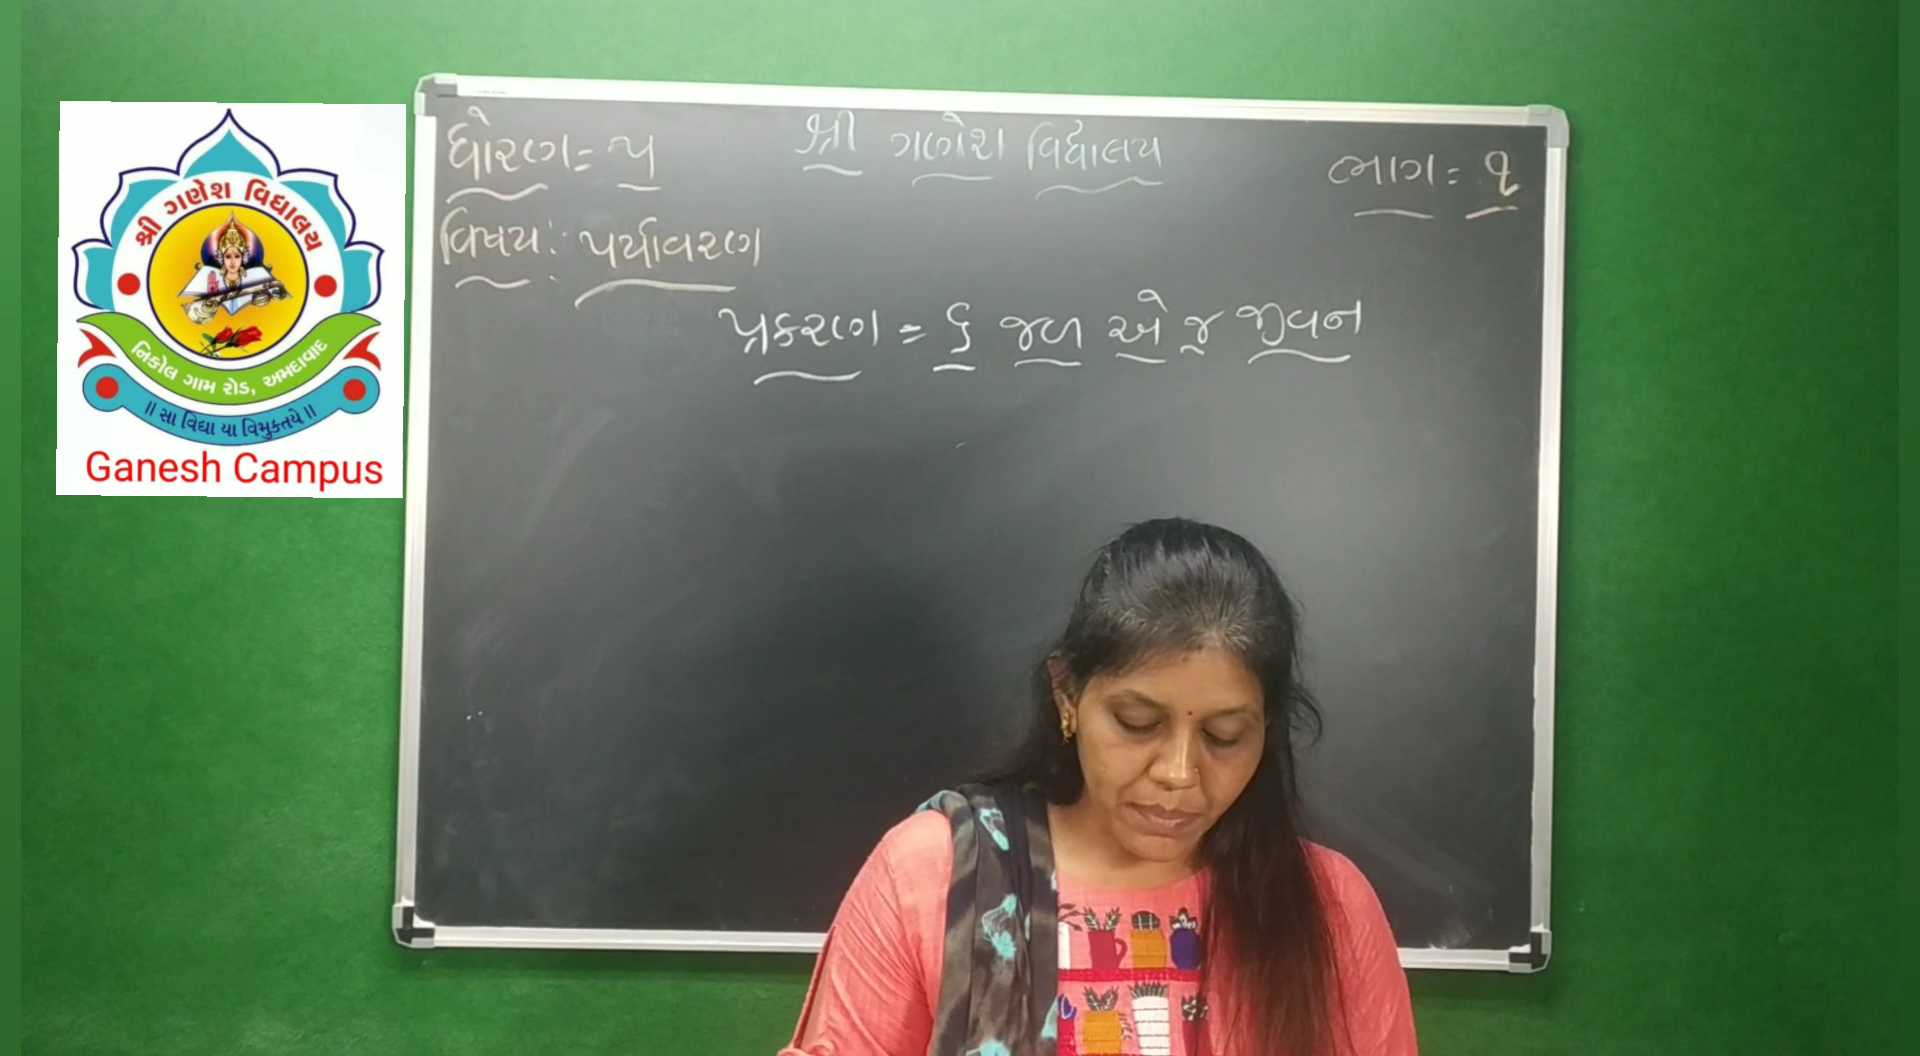 શ્રી ગણેશ વિદ્યાલય
નિકોલ ગામ રોડ, અમદાવાદ
॥ સા વિદ્યા યા વિમુક્તયે ॥
Ganesh Campus
ધોરણ = ૫
શ્રી ગણેશ વિદ્યાલય
ભાગ = ૧
વિષય : પર્યાવરણ
પ્રકરણ = ૬ જળ એ જ જીવન